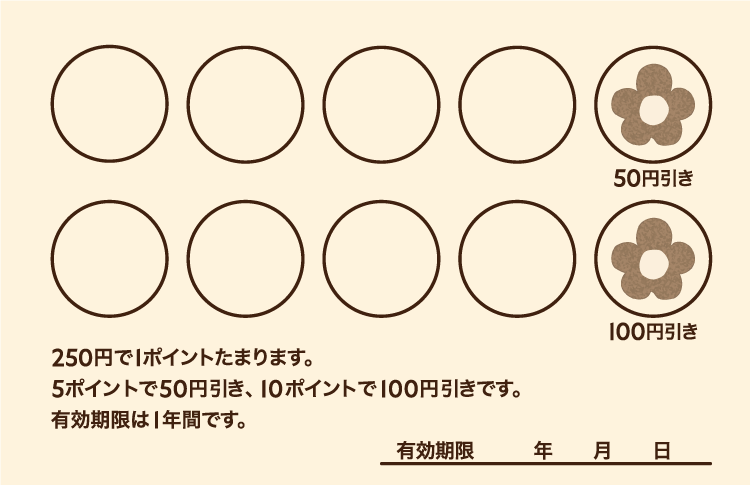 50円引き
100円引き
250円で1ポイントたまります。
5ポイントで50円引き、10ポイントで100円引きです。
有効期限は1年間です。
有効期限 年 月 日